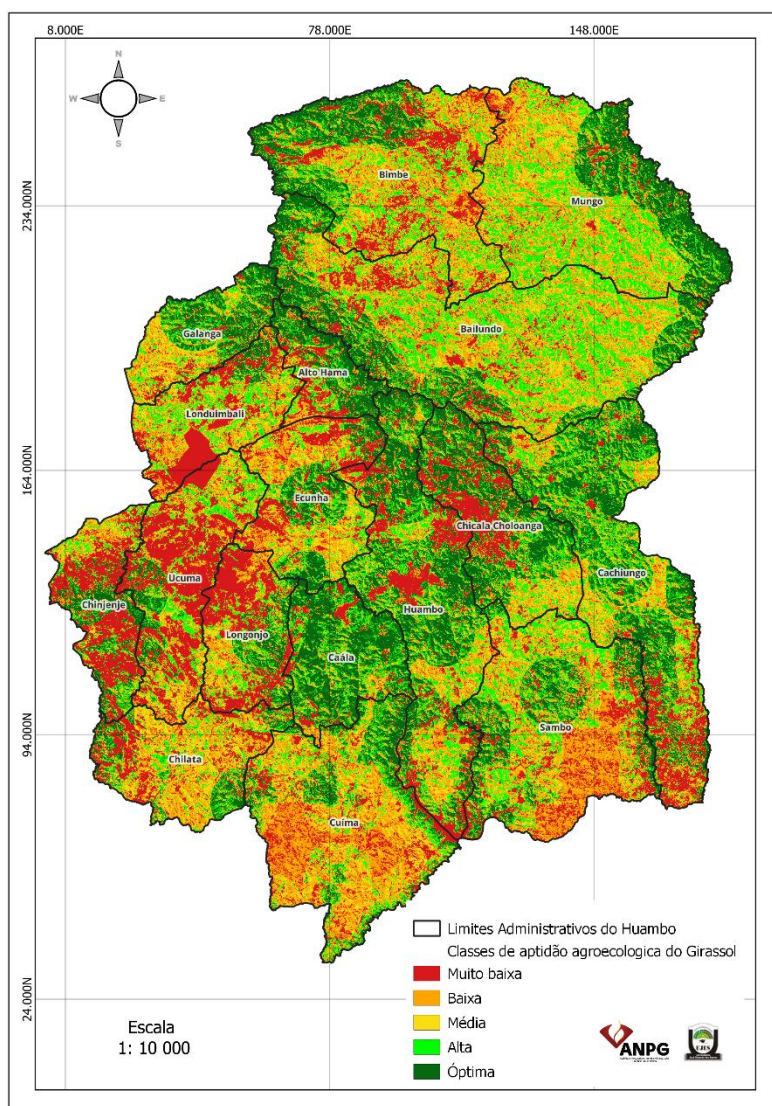 8.000E 78.000E 148.000E
N
W E
S
234.000N
164.000N
94.000N
24.000N
Bimbe
Mungo
Bailundo
Galanga
Alto Hama
Londuimbali
Ecunha
Chicala Choloanga
Ucuma
Cachiungo
Chinjenje
Huambo
Longonjo
Caála
Sambo
Chilata
Cuíma
Limites Administrativos do Huambo
Classes de aptidão agroecologica do Girassol
Muito baixa
Baixa
Média
Alta
Óptima
Escala
1: 10 000
ANPG
UJES